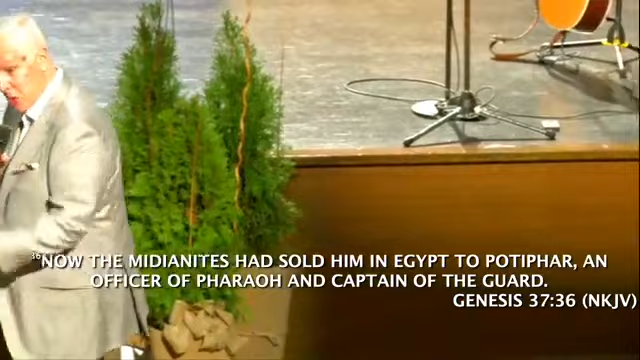 36NOW THE MIDIANITES HAD SOLD HIM IN EGYPT TO POTIPHAR, AN
OFFICER OF PHARAOH AND CAPTAIN OF THE GUARD.
GENESIS 37:36 (NKJV)